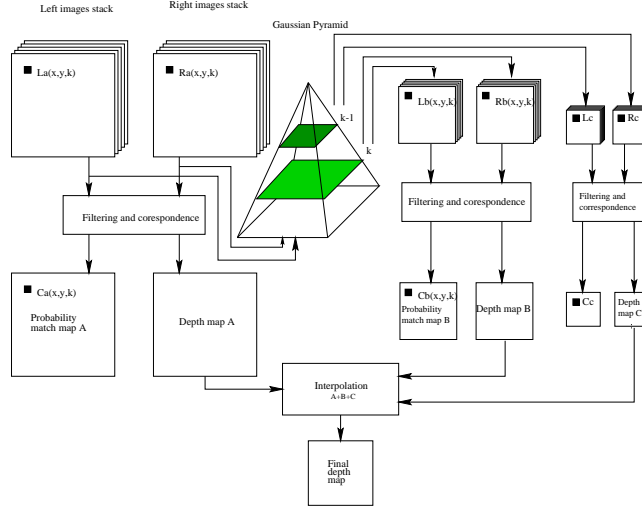 Left images stack
Right images stack
Gaussian Pyramid
La(x,y,k)
Ra(x,y,k)
k-1
k
Lb(x,y,k)
Rb(x,y,k)
Lc
Rc
Filtering and corespondence
Filtering and corespondence
Filtering and
correspondence
Ca(x,y,k)
Probability
match map A
Depth map A
Cb(x,y,k)
Probability
match map B
Depth map B
Cc
Depth
map C
Interpolation
A+B+C
Final
depth
map